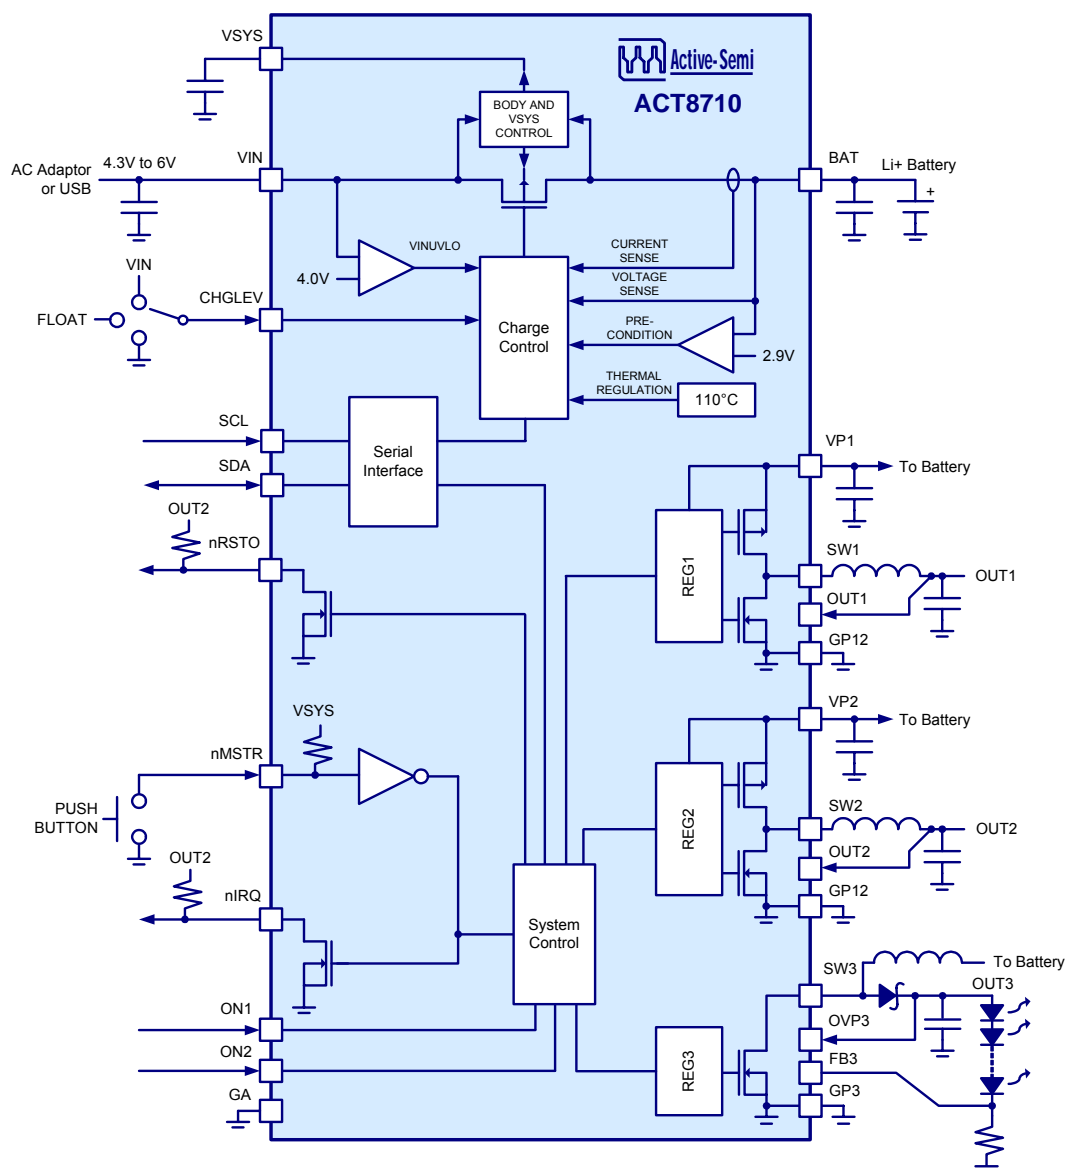 VSYS
Active-Semi
ACT8710
BODY AND
VSYS
CONTROL
AC Adaptor
or USB
4.3V to 6V
VIN
BAT
Li+ Battery
+
VINUVLO
4.0V
CURRENT
SENSE
VOLTAGE
SENSE
VIN
CHGLEV
FLOAT
Charge
Control
PRE-
CONDITION
2.9V
THERMAL
REGULATION
110°C
SCL
SDA
Serial
Interface
VP1
To Battery
OUT2
nRSTO
REG1
SW1
OUT1
OUT1
GP12
VSYS
nMSTR
PUSH
BUTTON
VP2
To Battery
REG2
SW2
OUT2
OUT2
GP12
OUT2
nIRQ
System
Control
SW3
To Battery
OUT3
OVP3
FB3
GP3
REG3
ON1
ON2
GA